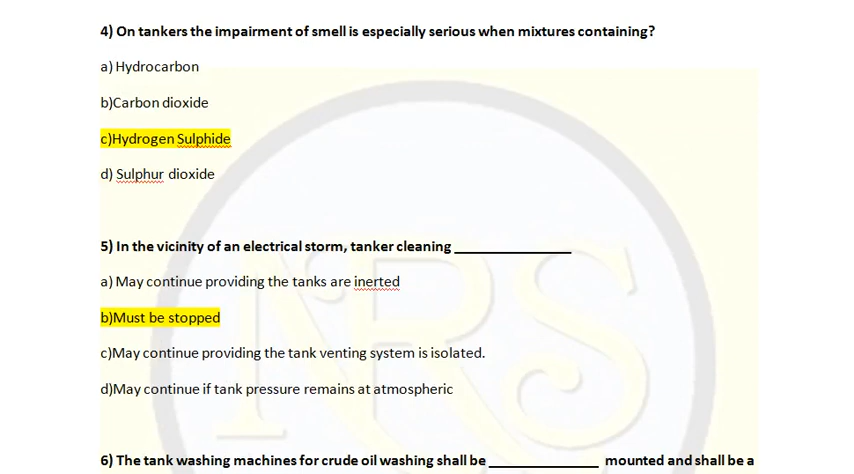 4) On tankers the impairment of smell is especially serious when mixtures containing?
a) Hydrocarbon
b)Carbon dioxide
c)Hydrogen Sulphide
d) Sulphur dioxide
5) In the vicinity of an electrical storm, tanker cleaning _______________
a) May continue providing the tanks are inerted
b)Must be stopped
c)May continue providing the tank venting system is isolated.
d)May continue if tank pressure remains at atmospheric
6) The tank washing machines for crude oil washing shall be ______________ mounted and shall be a